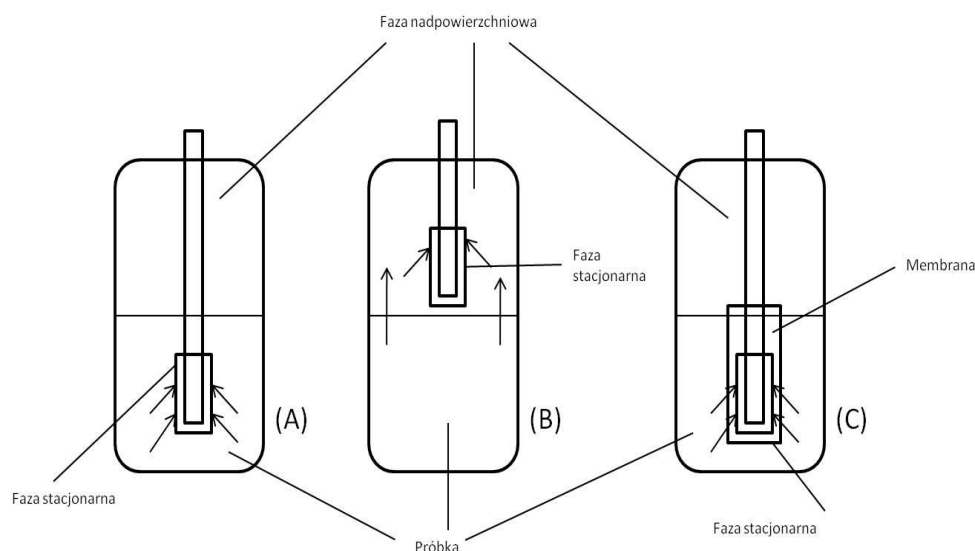 Faza nadpowierzchniowa
Faza
stacjonarna
Membrana
(A)
(B)
(C)
Faza stacjonarna
Próbka
Faza stacjonarna